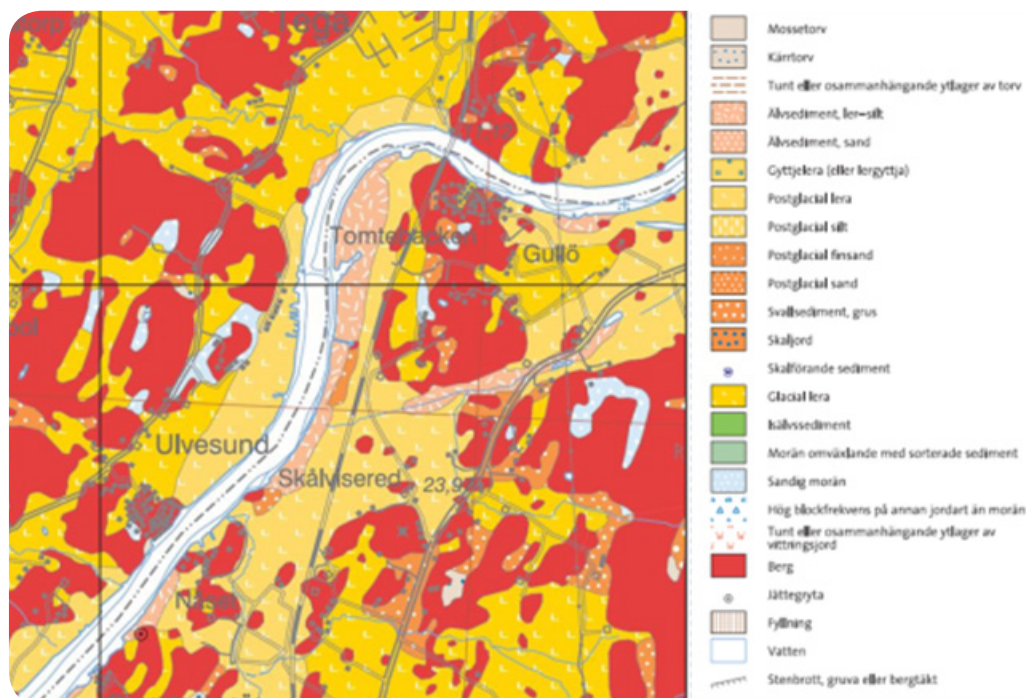 Tega
Tomtebacken
Gullö
Ulvesund
Skälvisered
Mossetorv
Kärrtorv
Tunt eller osammanhängande ytlager av torv
Älvsediment, ler–silt
Älvsediment, sand
Gyttjelera (eller lergyttja)
Postglacial lera
Postglacial silt
Postglacial finsand
Postglacial sand
Svallsediment, grus
Skaljord
Skalförande sediment
Glacial lera
Isälvssediment
Morän omväxlande med sorterade sediment
Sandig morän
Hög blockfrekvens på annan jordart än morän
Tunt eller osammanhängande ytlager av
vittringsjord
Berg
Jättegryta
Fyllning
Vatten
Stenbrott, gruva eller bergtäkt